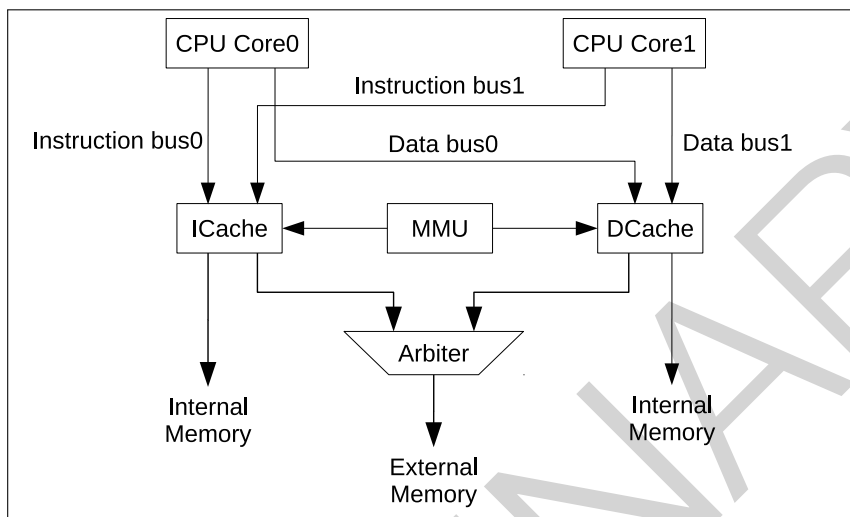 CPU Core0
CPU Core1
Instruction bus1
Instruction bus0
Data bus0
Data bus1
ICache
MMU
DCache
Arbiter
Internal
Memory
Internal
Memory
External
Memory